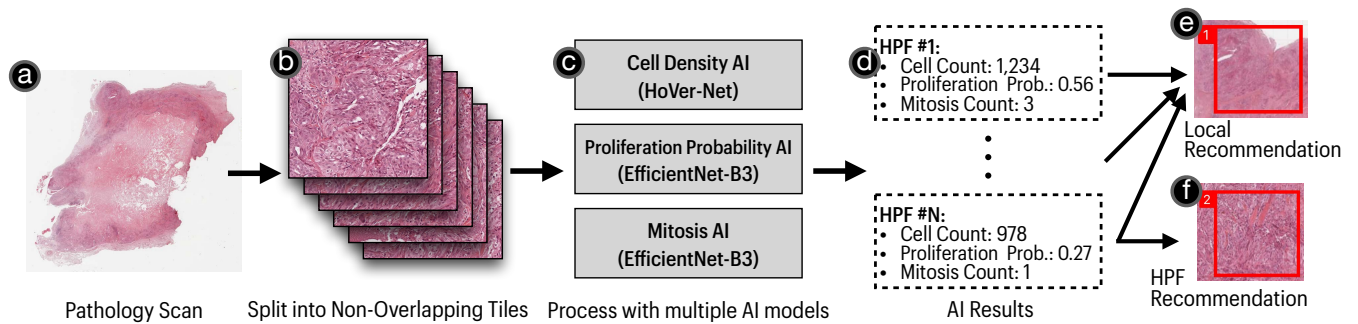 a
Pathology Scan
b
Split into Non-Overlapping Tiles
c
Cell Density AI
(HoVer-Net)
Proliferation Probability AI
(EfficientNet-B3)
Mitosis AI
(EfficientNet-B3)
Process with multiple AI models
d
HPF #1:
• Cell Count: 1,234
• Proliferation Prob.: 0.56
• Mitosis Count: 3
HPF #N:
• Cell Count: 978
• Proliferation Prob.: 0.27
• Mitosis Count: 1
AI Results
e
1
Local
Recommendation
f
2
HPF
Recommendation